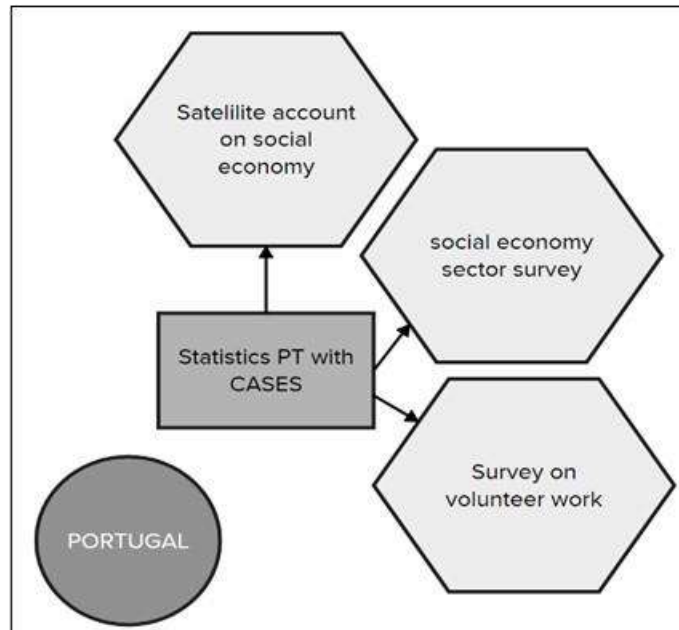 Satelilite account
on social
economy
social economy
sector survey
Statistics PT with
CASES
Survey on
volunteer work
PORTUGAL